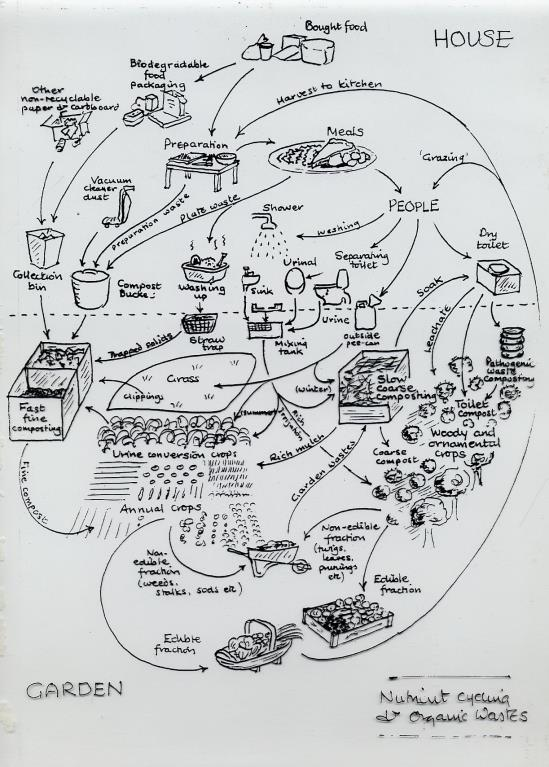 Bought food
HOUSE
Biodegradable
food
packaging
Other
non-recyclable
paper & Cardboard
Harvest to kitchen
Preparation
Meals
'Grazing'
Vacuum
cleaner
dust
preparation waste
Plate waste
Shower
washing
PEOPLE
Dry
toilet
Urinal
Separating
toilet
Collection
bin
Compost
Bucket
washing
up
Sink
Urine
Soak
Mixing
tank
outside
pee-can
Leachate
Trapped solids
Straw
trap
Pathogenic
waste
composting
Grass
clippings
(winter)
Slow
coarse
composting
Toilet
compost
Fast
fine
composting
(summer)
Rich
irrigation
Woody and
ornamental
crops
Urine conversion crops
Rich mulch
Garden wastes
Coarse
compost
Fine compost
Annual crops
Non-
edible
fraction
(weeds,
stalks, sods etc)
Non-edible
fraction
(twigs,
leaves,
prunings
etc)
Edible
fraction
Edible
fraction
GARDEN
Nutrient Cycling
& Organic Wastes